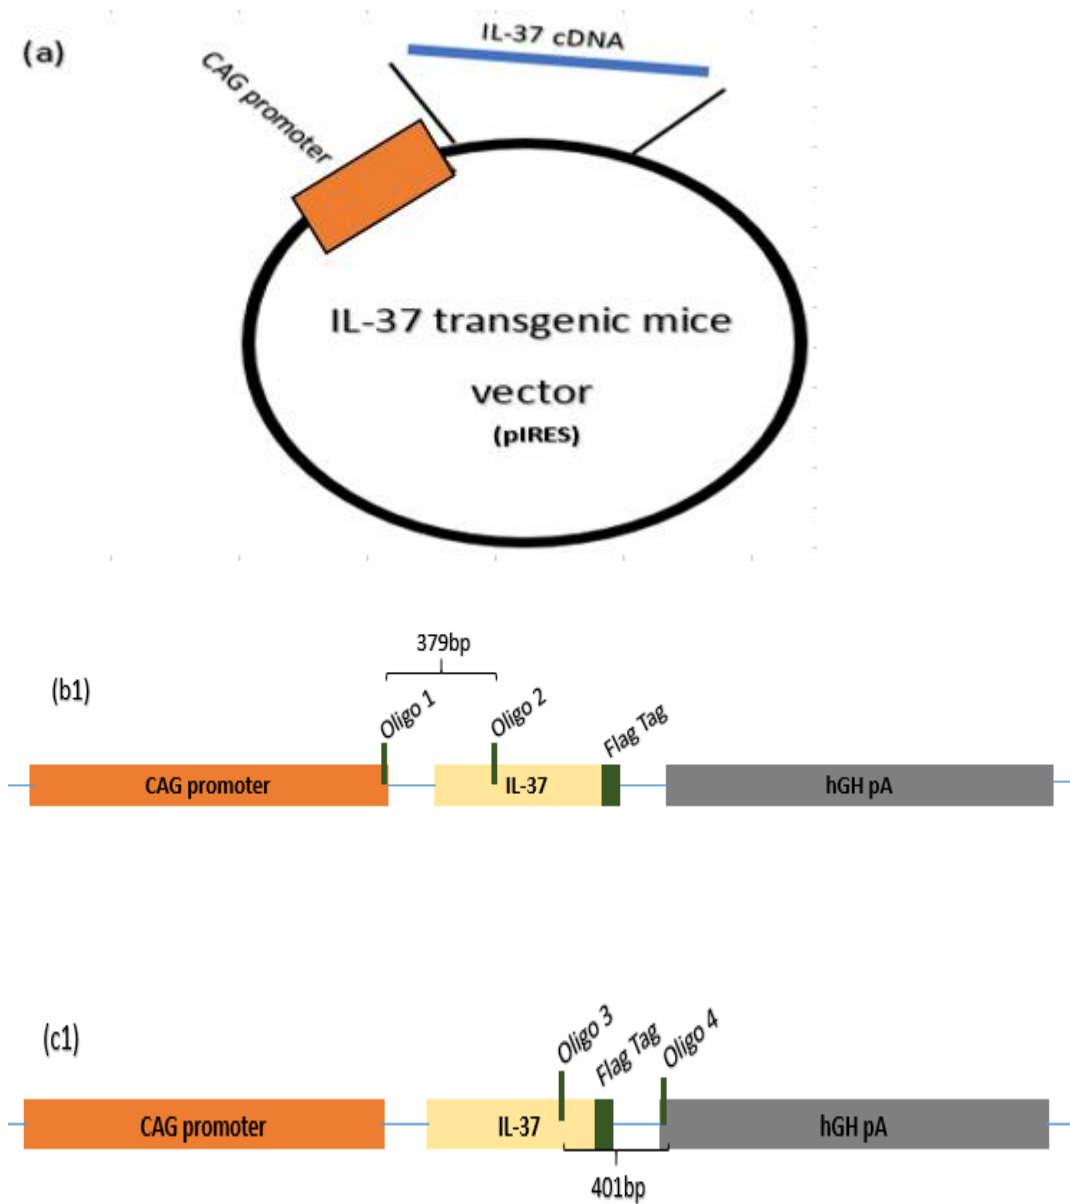 (a)
IL-37 cDNA
CAG promoter
IL-37 transgenic mice
vector
(pIRES)
379bp
(b1)
Oligo 1
Oligo 2
Flag Tag
CAG promoter
IL-37
hGH pA
(c1)
Oligo 3
Flag Tag
Oligo 4
CAG promoter
IL-37
hGH pA
401bp